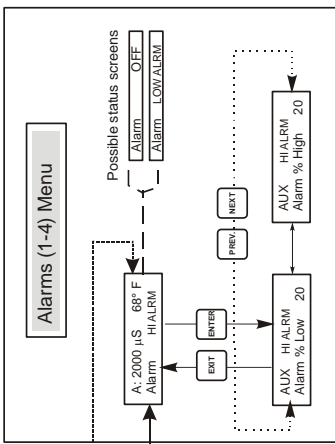 Alarms (1-4) Menu
Possible status screens
Alarm OFF
Alarm LOW ALRM
A: 2000 µS 68° F
Alarm HI ALRM
EXIT
ENTER
PREV.
NEXT
AUX HI ALRM
Alarm % Low 20
AUX HI ALRM
Alarm % High 20